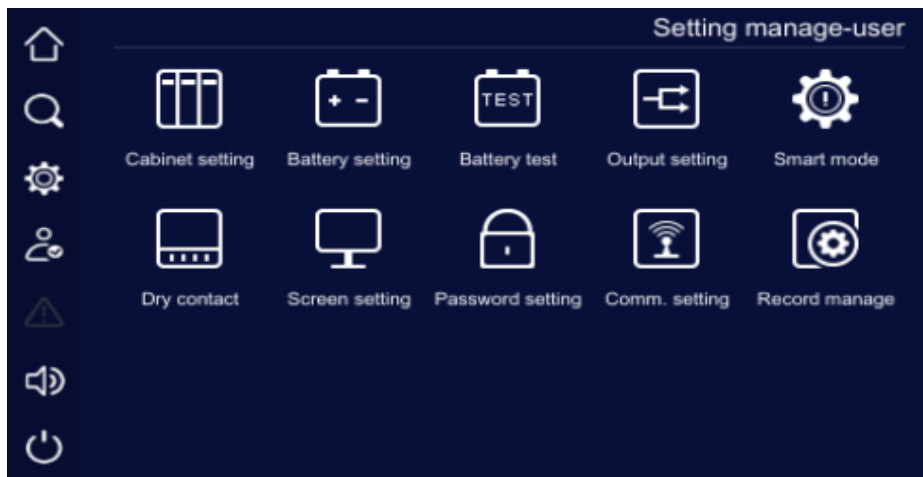 Setting manage-user
TEST
Cabinet setting Battery setting Battery test Output setting Smart mode
Dry contact Screen setting Password setting Comm. setting Record manage